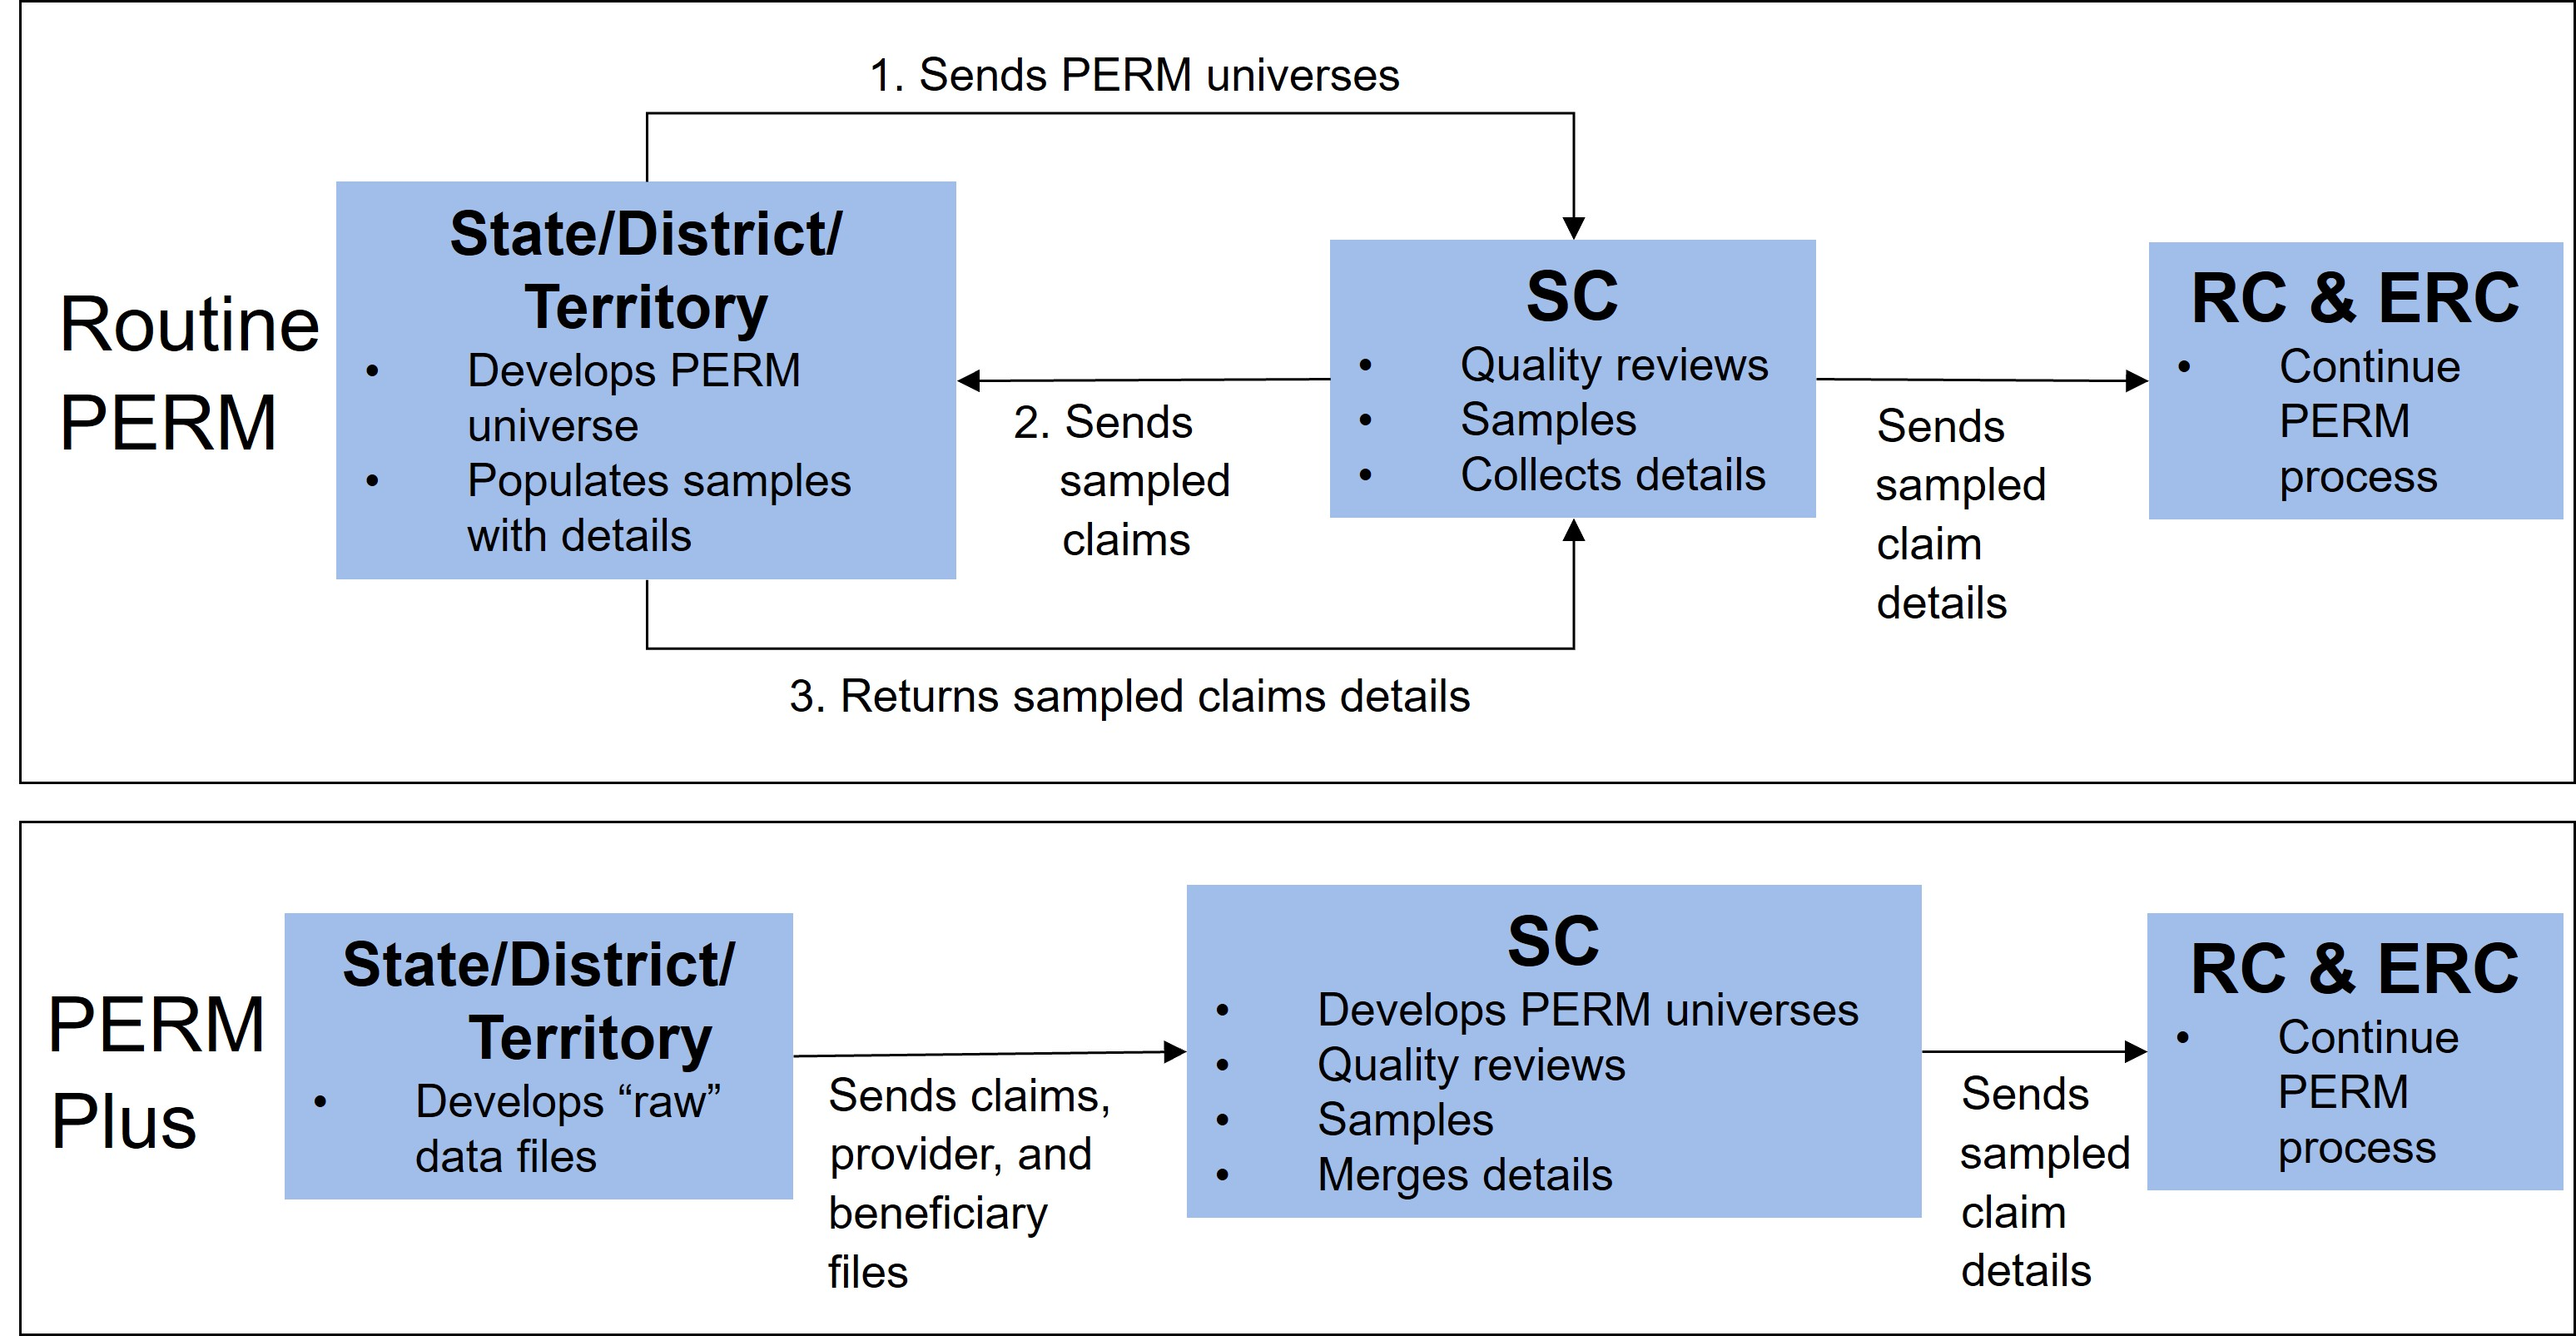 1. Sends PERM universes
Routine
PERM
State/District/
Territory
• Develops PERM
universe
• Populates samples
with details
2. Sends
sampled
claims
SC
• Quality reviews
• Samples
• Collects details
Sends
sampled
claim
details
RC & ERC
• Continue
PERM
process
3. Returns sampled claims details
PERM
Plus
State/District/
Territory
• Develops “raw”
data files
Sends claims,
provider, and
beneficiary
files
SC
• Develops PERM universes
• Quality reviews
• Samples
• Merges details
Sends
sampled
claim
details
RC & ERC
• Continue
PERM
process